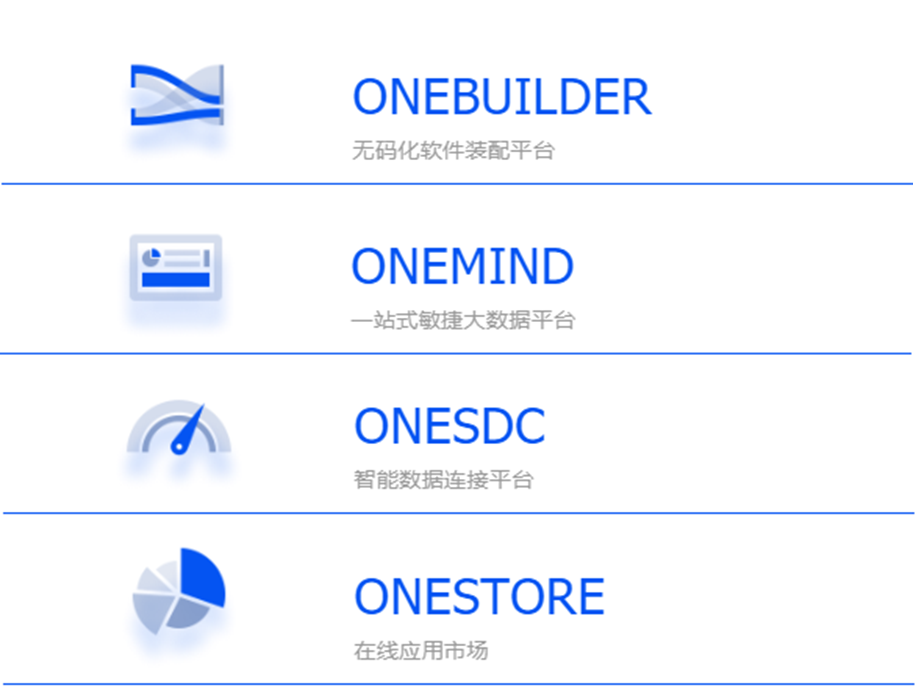 ONEBUILDER
无码化软件装配平台
ONEMIND
一站式敏捷大数据平台
ONESDC
智能数据连接平台
ONESTORE
在线应用市场